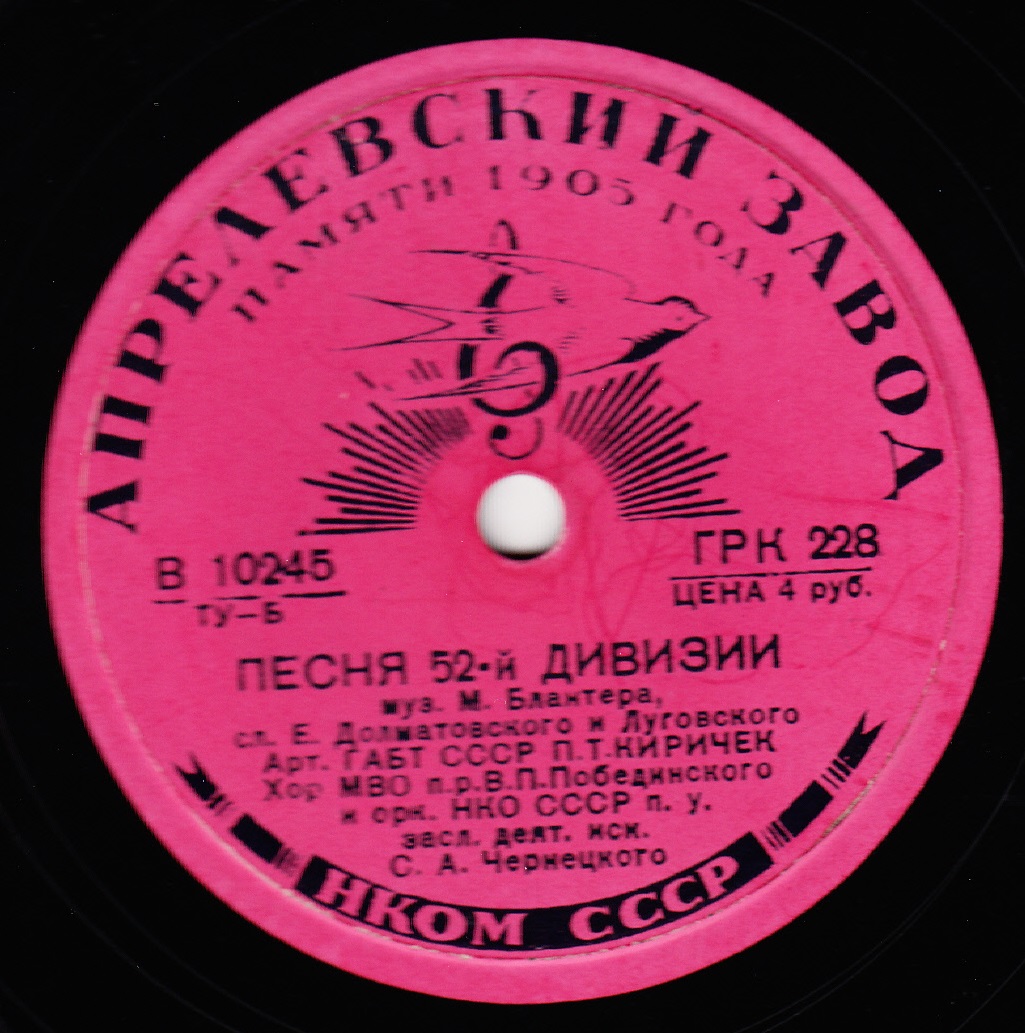 АПРЕЛЕВСКИЙ ЗАВОД
ПАМЯТИ 1905 ГОДА
В 10245
ТУ-Б
ГРК 228
ЦЕНА 4 руб.
ПЕСНЯ 52-й ДИВИЗИИ
муз. М. Блантера,
сл. Е. Долматовского и Луговского
Арт. ГАБТ СССР П.Т.КИРИЧЕК
Хор МВО п.р.В.П.Побединского
и орк. НКО СССР п. у.
засл. деят. иск.
С. А. Чернецкого
НКОМ СССР